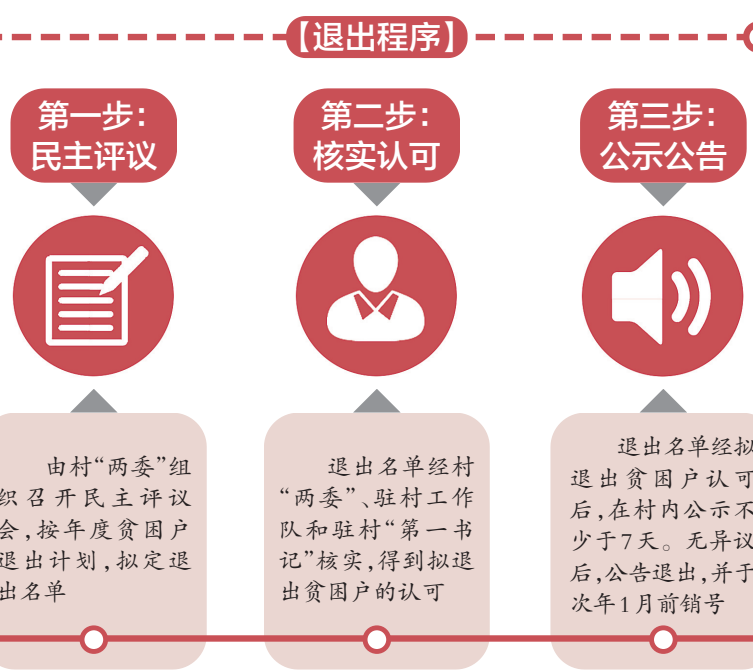 【退出程序】
第一步：
民主评议
第二步：
核实认可
第三步：
公示公告
由村“两委”组
织召开民主评议
会，按年度贫困户
退出计划，拟定退
出名单
退出名单经村
“两委”、驻村工作
队和驻村“第一书
记”核实，得到拟退
出贫困户的认可
退出名单经拟
退出贫困户认可
后，在村内公示不
少于7天。无异议
后，公告退出，并于
次年1月前销号